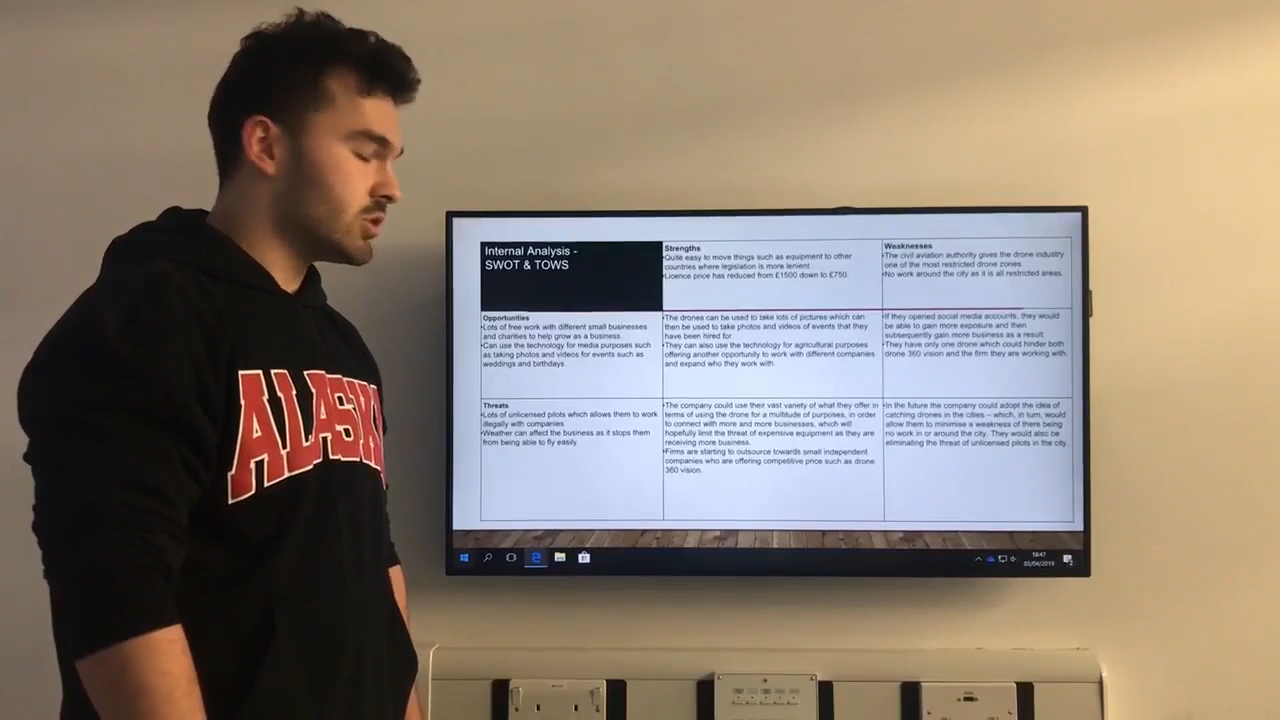 ALASK
Internal Analysis -
SWOT & TOWS
Strengths
•Quite easy to move things such as equipment to other
countries where legislation is more lenient
•Licence price has reduced from £1500 down to £750.
Weaknesses
•The civil aviation authority gives the drone industry
one of the most restricted drone zones.
•No work around the city as it is all restricted areas.
Opportunities
•Lots of free work with different small businesses
and charities to help grow as a business.
•Can use the technology for media purposes such
as taking photos and videos for events such as
weddings and birthdays.
•The drones can be used to take lots of pictures which can
then be used to take photos and videos of events that they
have been hired for.
•They can also use the technology for agricultural purposes
offering another opportunity to work with different companies
and expand who they work with.
•If they opened social media accounts, they would
be able to gain more exposure and then
subsequently gain more business as a result.
•They have only one drone which could hinder both
drone 360 vision and the firm they are working with.
Threats
•Lots of unlicensed pilots which allows them to work
illegally with companies.
•Weather can affect the business as it stops them
from being able to fly easily.
•The company could use their vast variety of what they offer in
terms of using the drone for a multitude of purposes, in order
to connect with more and more businesses, which will
hopefully limit the threat of expensive equipment as they are
receiving more business.
•Firms are starting to outsource towards small independent
companies who are offering competitive price such as drone
360 vision.
•In the future the company could adopt the idea of
catching drones in the cities – which, in turn, would
allow them to minimise a weakness of there being
no work in or around the city. They would also be
eliminating the threat of unlicensed pilots in the city.
18:47
03/04/2019